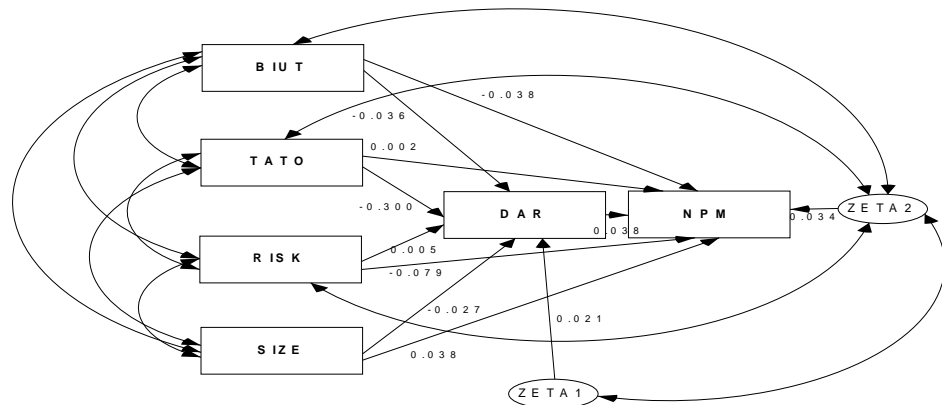 BIUT
-0.038
-0.036
TATO
0.002
-0.300
DAR
NPM
ZETA2
0.034
0.038
RISK
0.005
-0.079
-0.027
SIZE
0.038
0.021
ZETA1